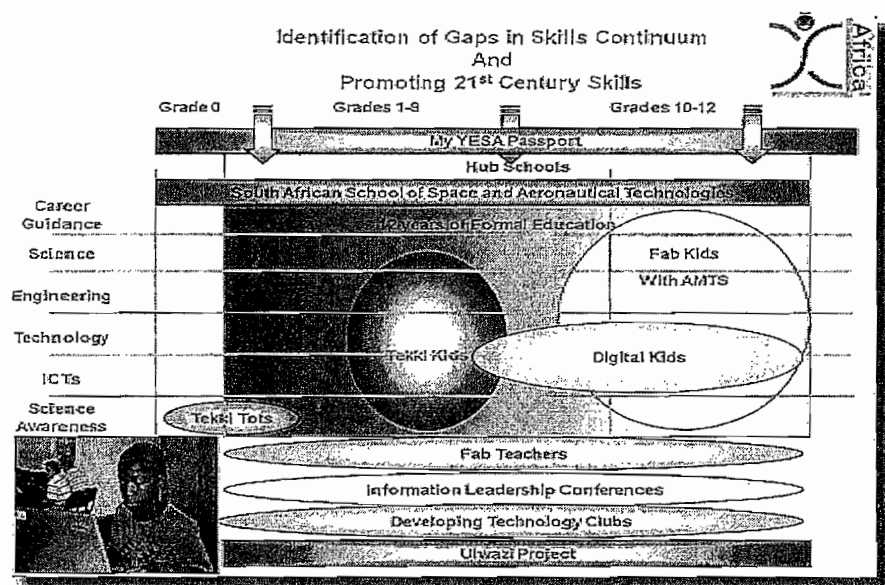 Identification of Gaps in Skills Continuum
And
Promoting 21st Century Skills
Africa
Grade 0
Grades 1-9
Grades 10-12
My YESA Passport
Hub Schools
South African School of Space and Aeronautical Technologies
Career
Guidance
12 years of Formal Education
Science
Fab Kids
With AMTS
Engineering
Technology
Tekki Kids
Digital Kids
ICTs
Science
Awareness
Tekki Tots
Fab Teachers
Information Leadership Conferences
Developing Technology Clubs
Ulwazi Project